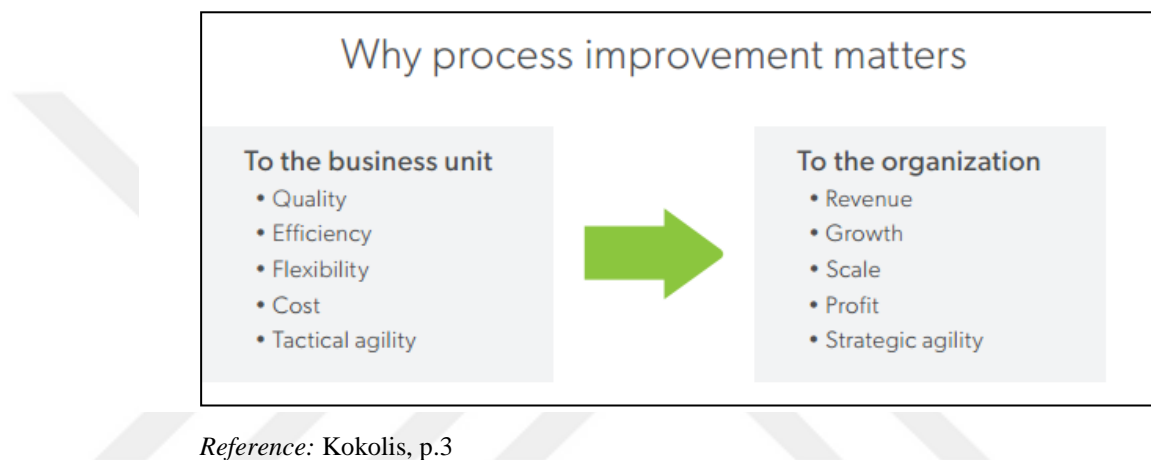 Why process improvement matters
To the business unit
• Quality
• Efficiency
• Flexibility
• Cost
• Tactical agility
To the organization
• Revenue
• Growth
• Scale
• Profit
• Strategic agility
Reference: Kokolis, p.3